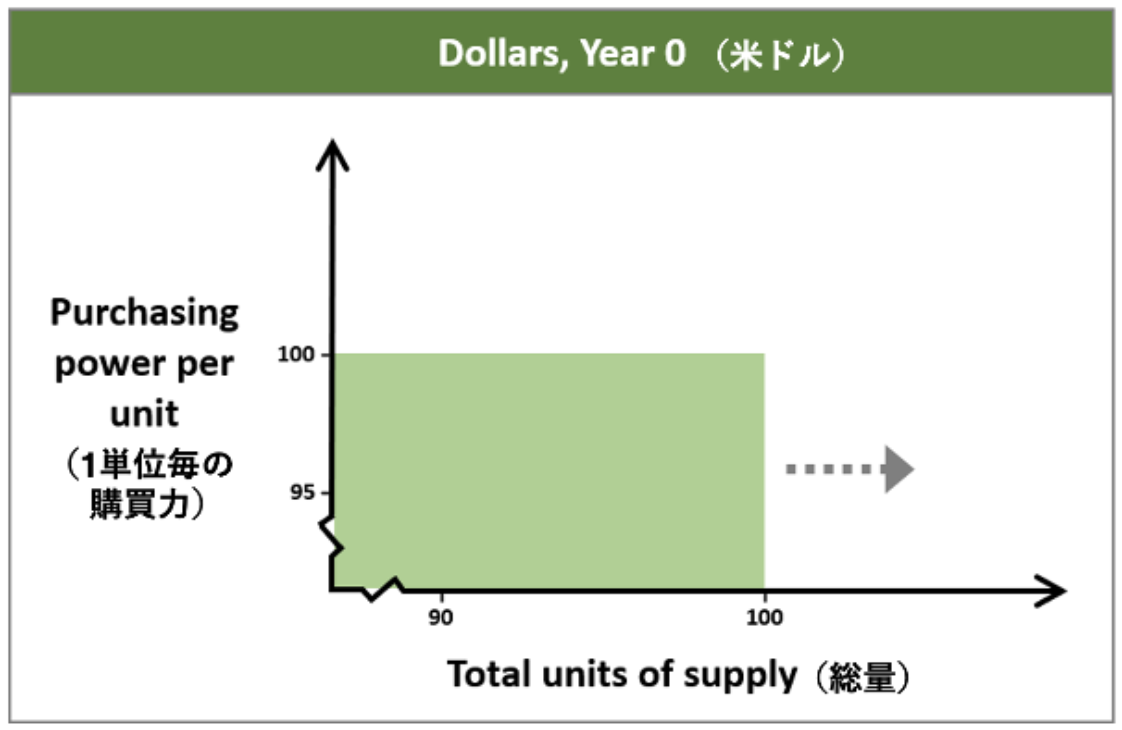 Dollars, Year 0 （米ドル）
Purchasing
power per
unit
（1単位毎の
購買力）
100
95
90
100
Total units of supply（総量）